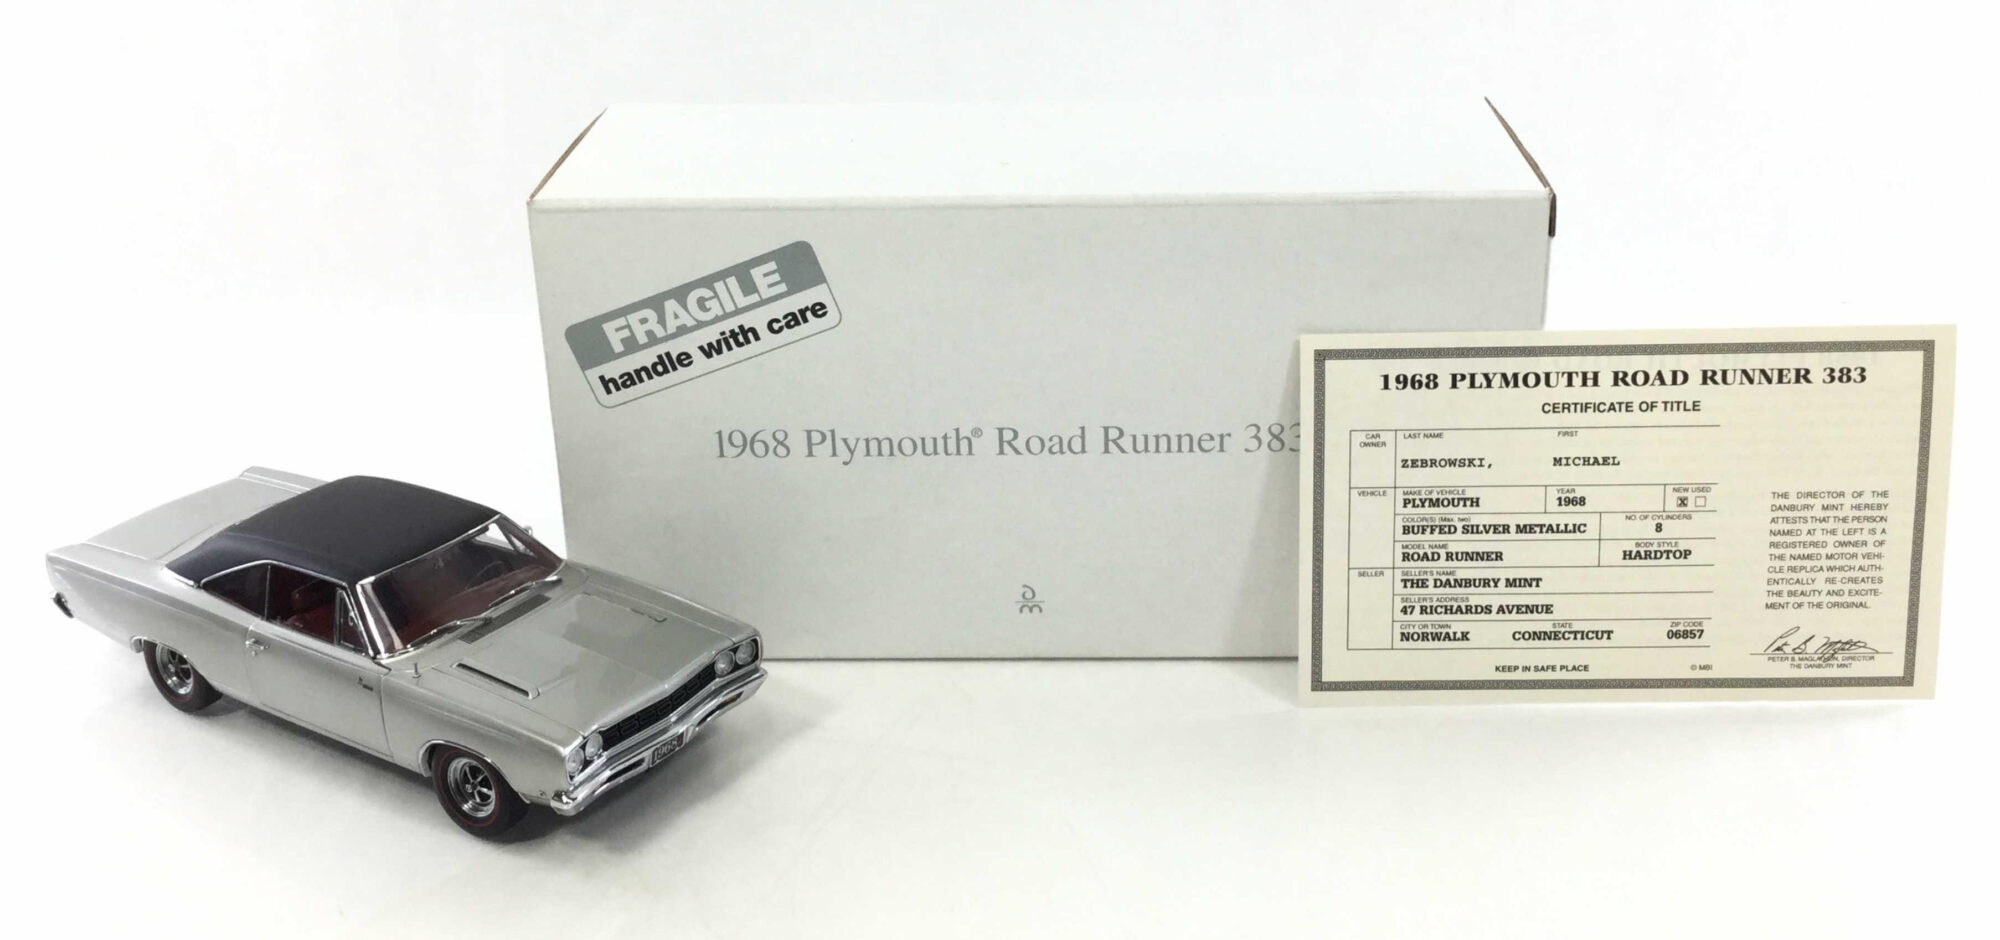 FRAGILE
handle with care
1968 Plymouth® Road Runner 383
1968
1968 PLYMOUTH ROAD RUNNER 383
CERTIFICATE OF TITLE
CAR OWNER
LAST NAME FIRST
ZEBROWSKI, MICHAEL
VEHICLE
MAKE OF VEHICLE YEAR NEW USED
PLYMOUTH 1968 X
COLOR(S) (Max. two) NO. OF CYLINDERS
BUFFED SILVER METALLIC 8
MODEL NAME BODY STYLE
ROAD RUNNER HARDTOP
SELLER
SELLER'S NAME
THE DANBURY MINT
SELLER'S ADDRESS
47 RICHARDS AVENUE
CITY OR TOWN STATE ZIP CODE
NORWALK CONNECTICUT 06857
KEEP IN SAFE PLACE © MBI
THE DIRECTOR OF THE
DANBURY MINT HEREBY
ATTESTS THAT THE PERSON
NAMED AT THE LEFT IS A
REGISTERED OWNER OF
THE NAMED MOTOR VEHI-
CLE REPLICA WHICH AUTH-
ENTICALLY RE-CREATES
THE BEAUTY AND EXCITE-
MENT OF THE ORIGINAL.
PETER B. DIRECTOR
THE DANBURY MINT